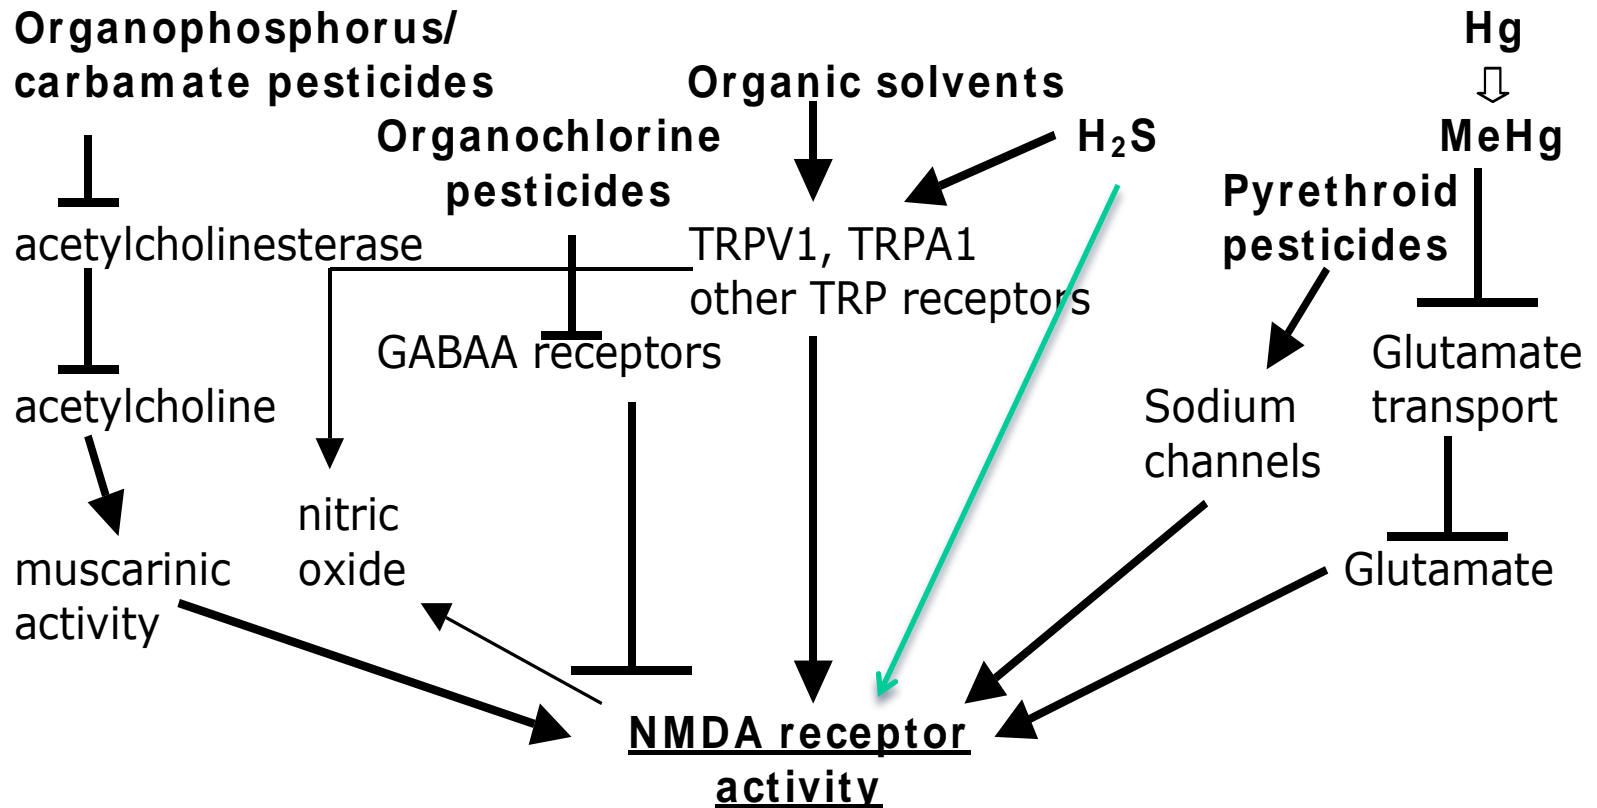 Organophosphorus/
carbamate pesticides
Organochlorine
pesticides
Organic solvents
H₂S
Hg
MeHg
Pyrethroid
pesticides
acetylcholinesterase
TRPV1, TRPA1
other TRP receptors
GABAA receptors
Glutamate
transport
acetylcholine
Sodium
channels
nitric
oxide
muscarinic
activity
Glutamate
NMDA receptor
activity